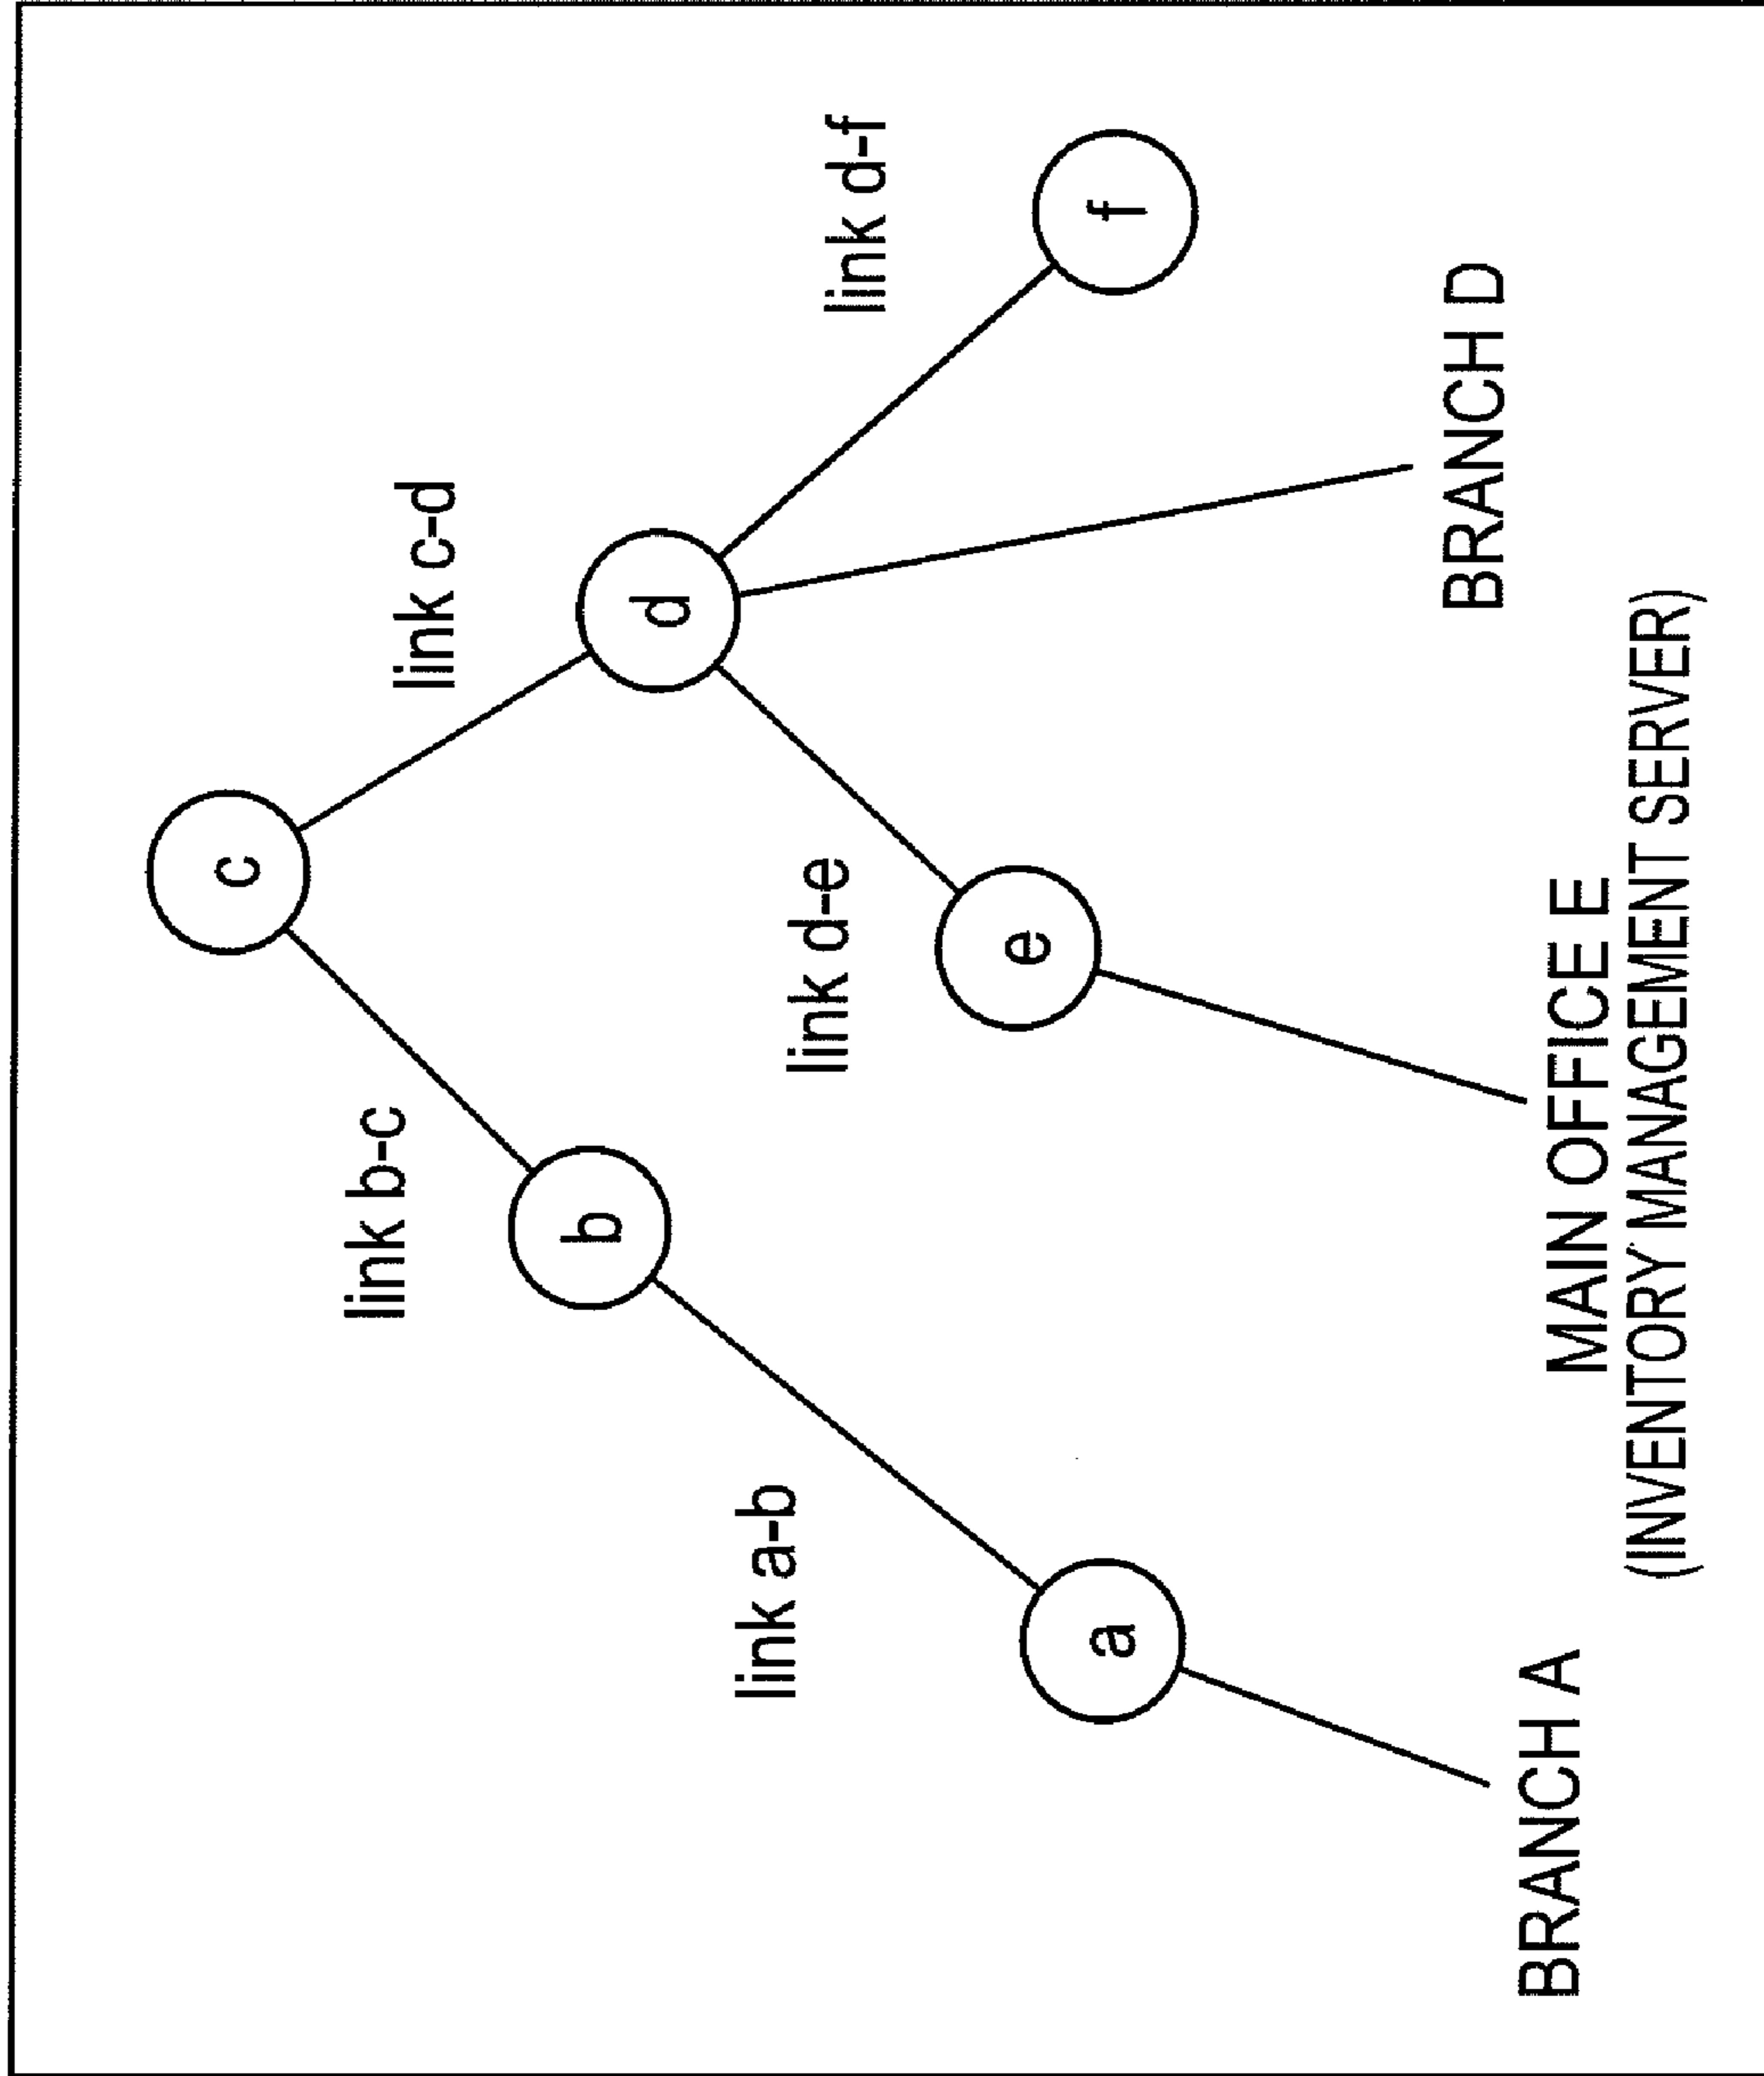 c
link b-c
link c-d
b
d
link a-b
link d-e
link d-f
a
e
f
BRANCH A
MAIN OFFICE E
(INVENTORY MANAGEMENT SERVER)
BRANCH D